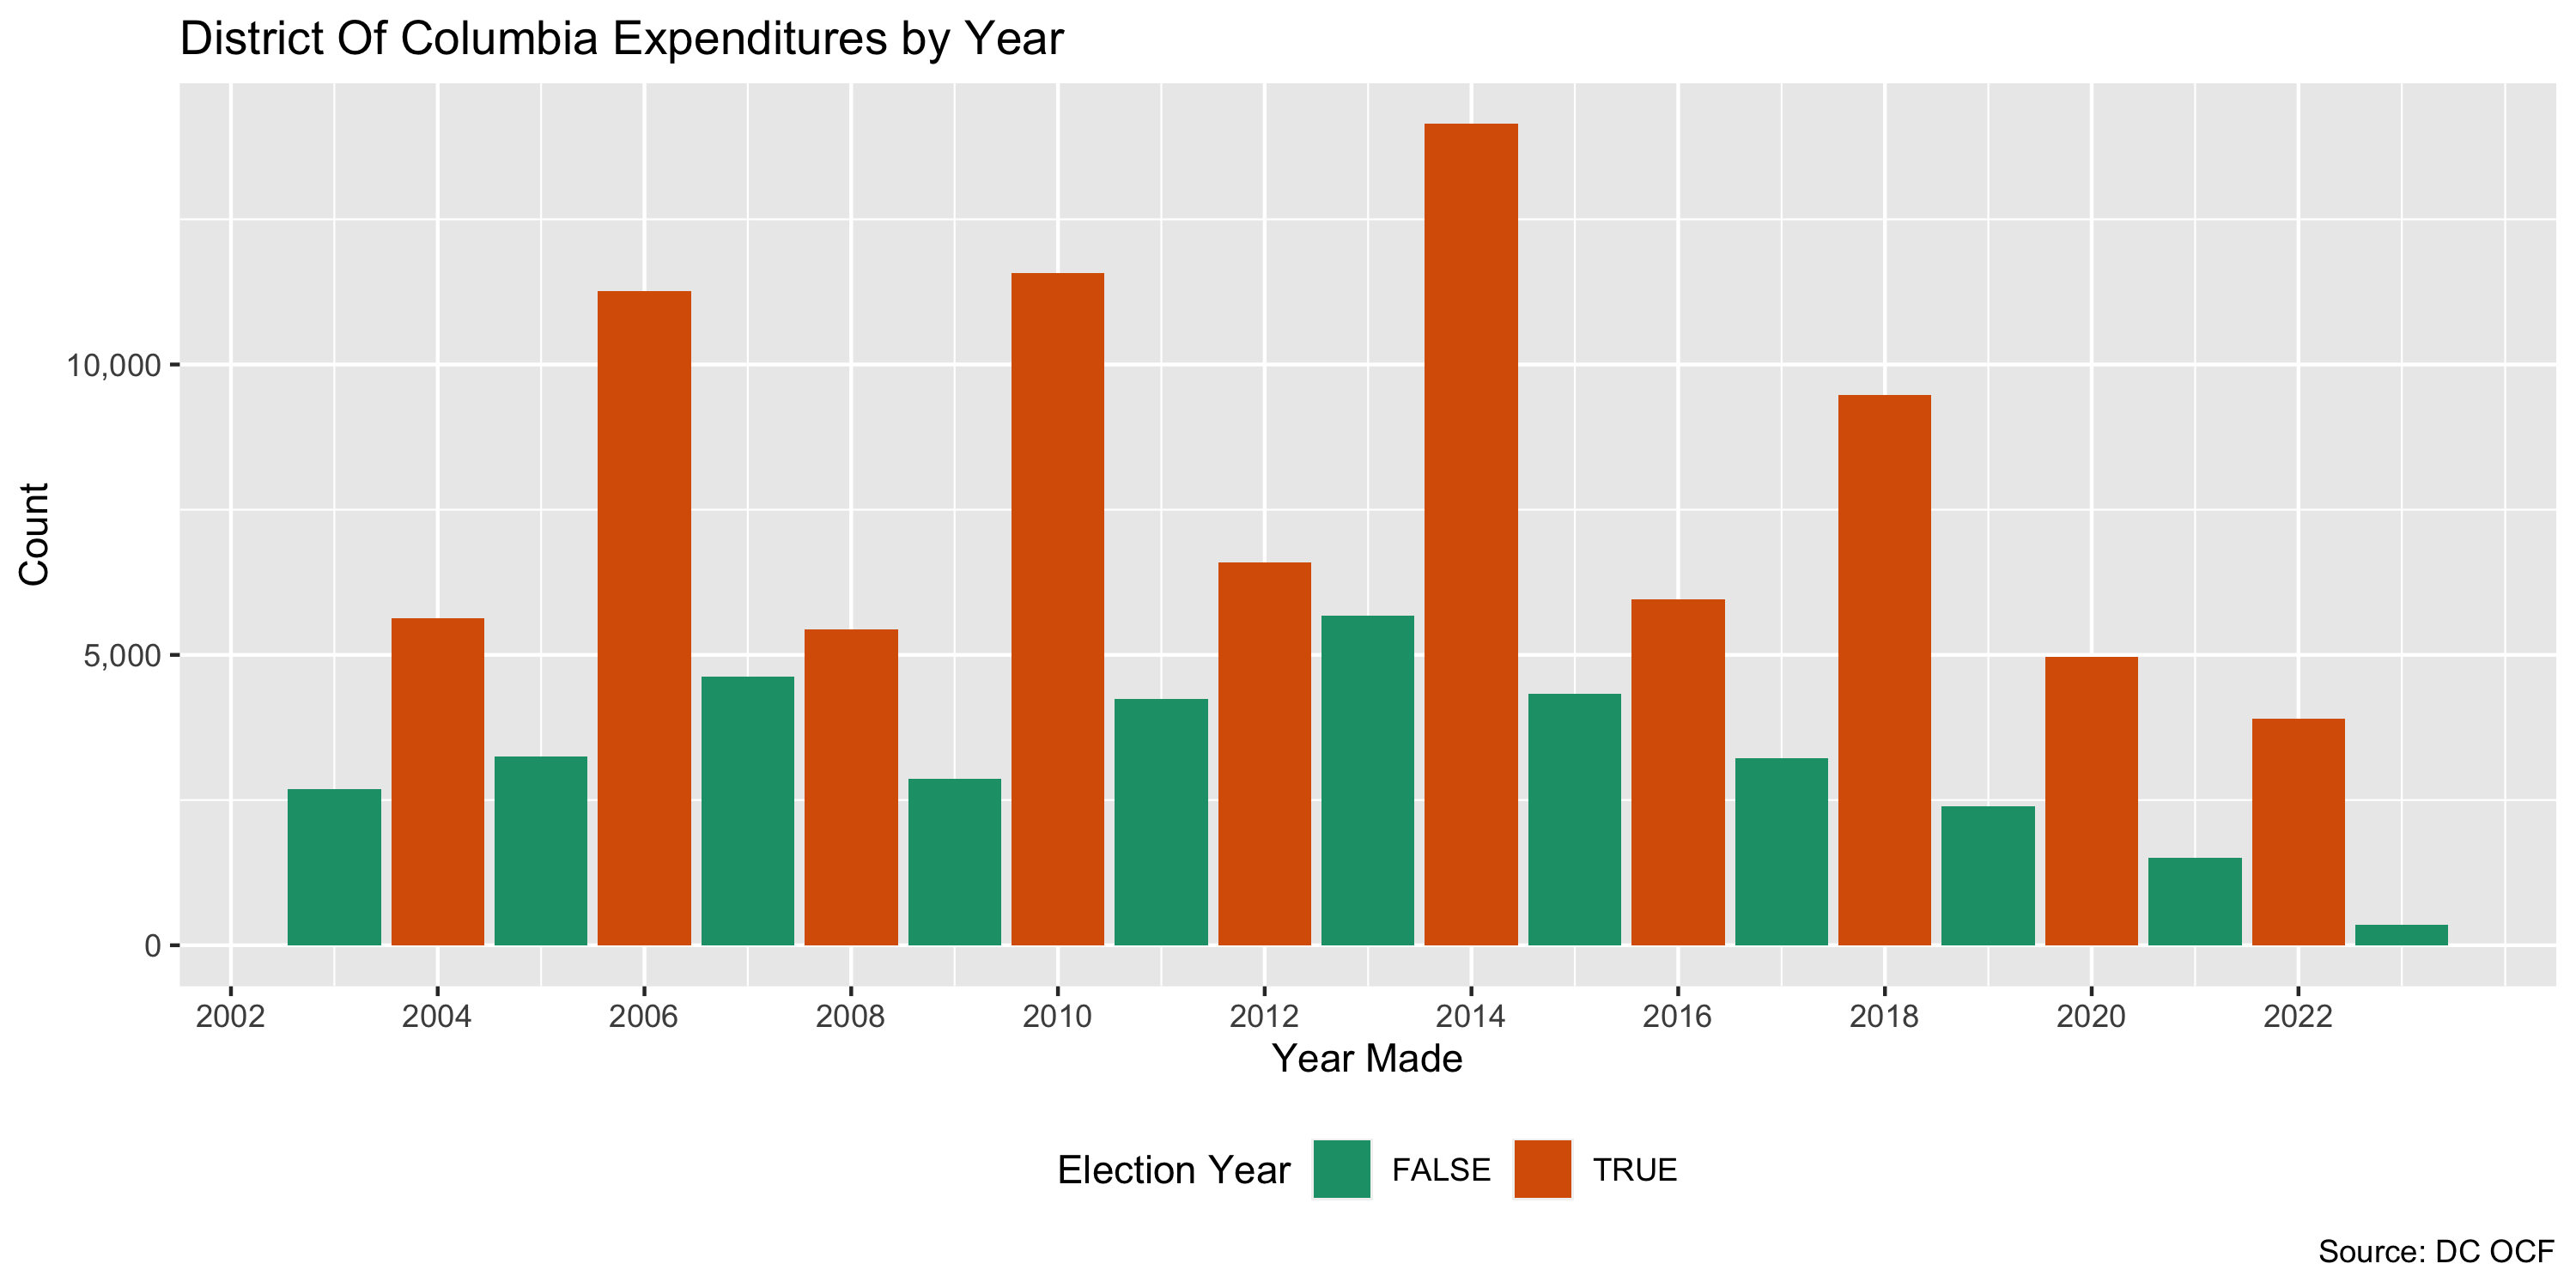 District Of Columbia Expenditures by Year
Count
10,000
5,000
0
2002 2004 2006 2008 2010 2012 2014 2016 2018 2020 2022
Year Made
Election Year FALSE TRUE
Source: DC OCF